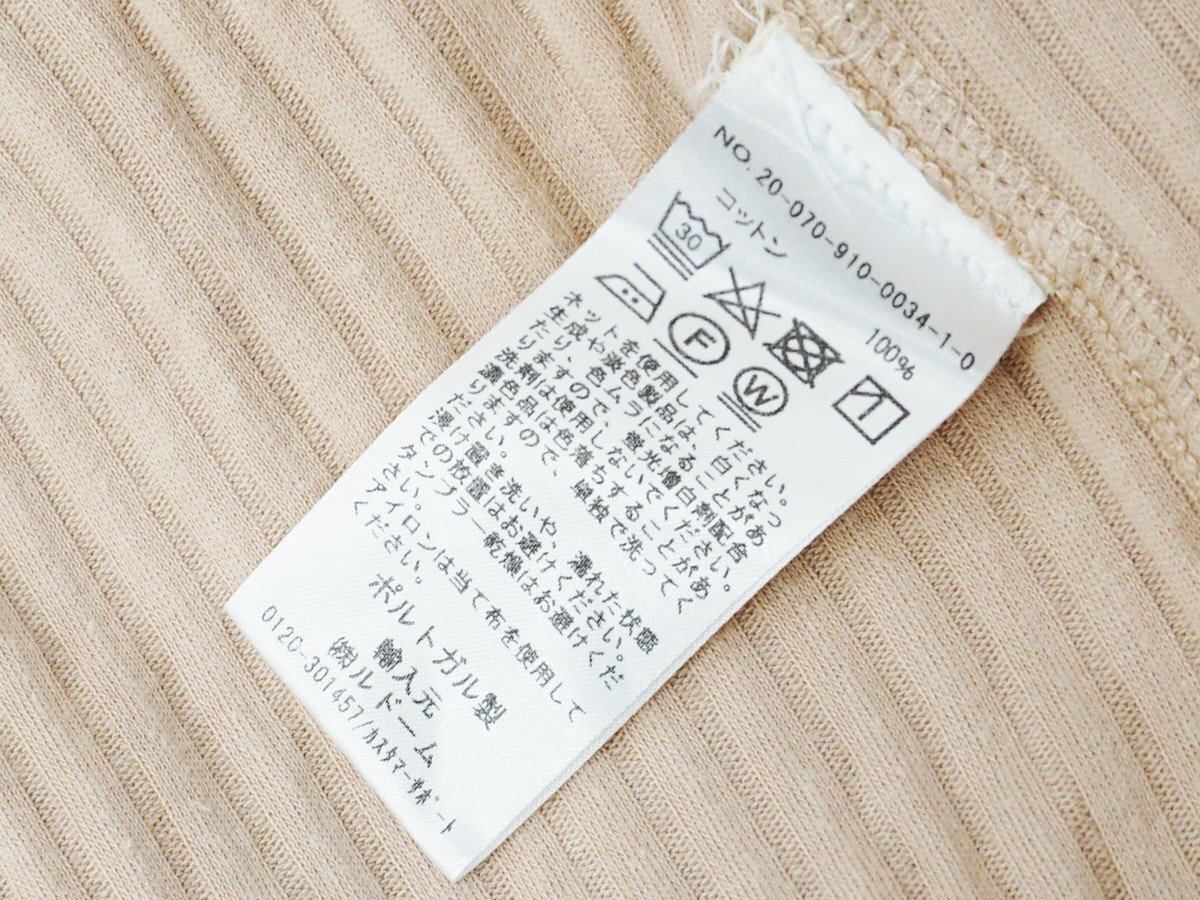 NO.20-070-910-0034-1-0
コットン 100%
30
F
W
ネットを使用してください。
生成や淡色製品は、白くなっ
たり、色ムラになることがあ
りますので、蛍光増白剤配合
洗剤は使用しないでください。
濃色品は色落ちすることがあ
りますので、単独で洗って
ください。
漬け置き洗いや、濡れた状態
での放置はお避けください。
タンブラー乾燥はお避けくだ
さい。
アイロンは当て布を使用して
ください。
ポルトガル製
輸入元
㈱ルドーム
0120-301457/カスタマーサポート